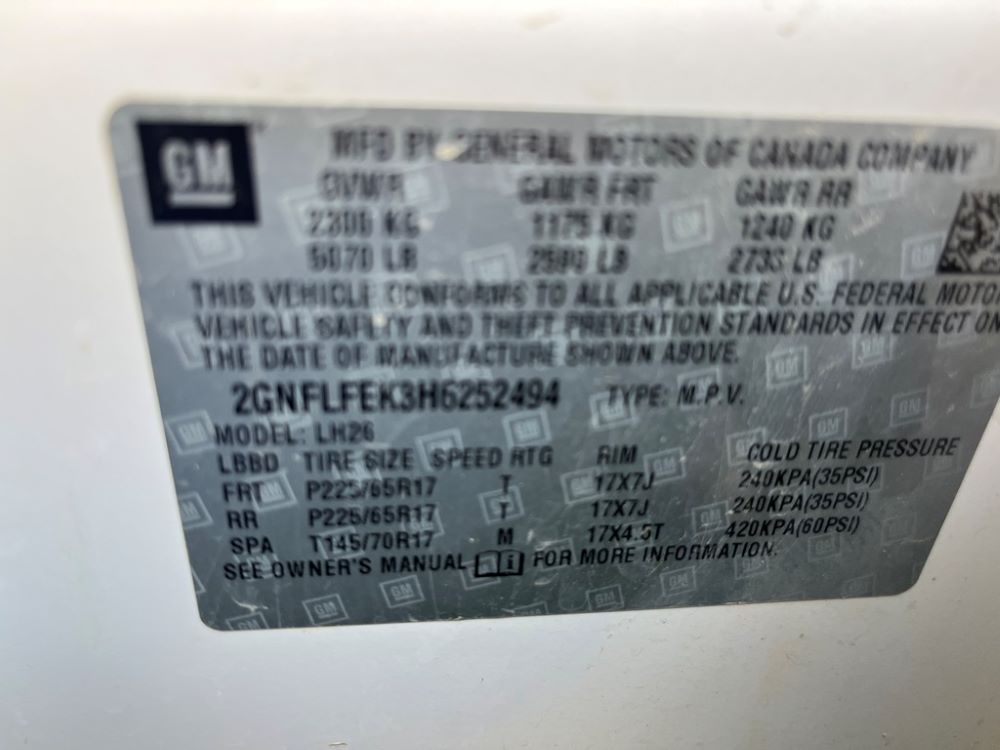 GM
MFD BY GENERAL MOTORS OF CANADA COMPANY
GVWR GAWR FRT GAWR RR
2300 KG 1175 KG 1240 KG
5070 LB 2590 LB 2733 LB
THIS VEHICLE CONFORMS TO ALL APPLICABLE U.S. FEDERAL MOTO
VEHICLE SAFETY AND THEFT PREVENTION STANDARDS IN EFFECT ON
THE DATE OF MANUFACTURE SHOWN ABOVE.
2GNFLFEK3H6252494 TYPE: M.P.V.
MODEL: LH26
LBBD TIRE SIZE SPEED RTG RIM COLD TIRE PRESSURE
FRT P225/65R17 T 17X7J 240KPA(35PSI)
RR P225/65R17 T 17X7J 240KPA(35PSI)
SPA T145/70R17 M 17X4.5T 420KPA(60PSI)
SEE OWNER'S MANUAL FOR MORE INFORMATION.